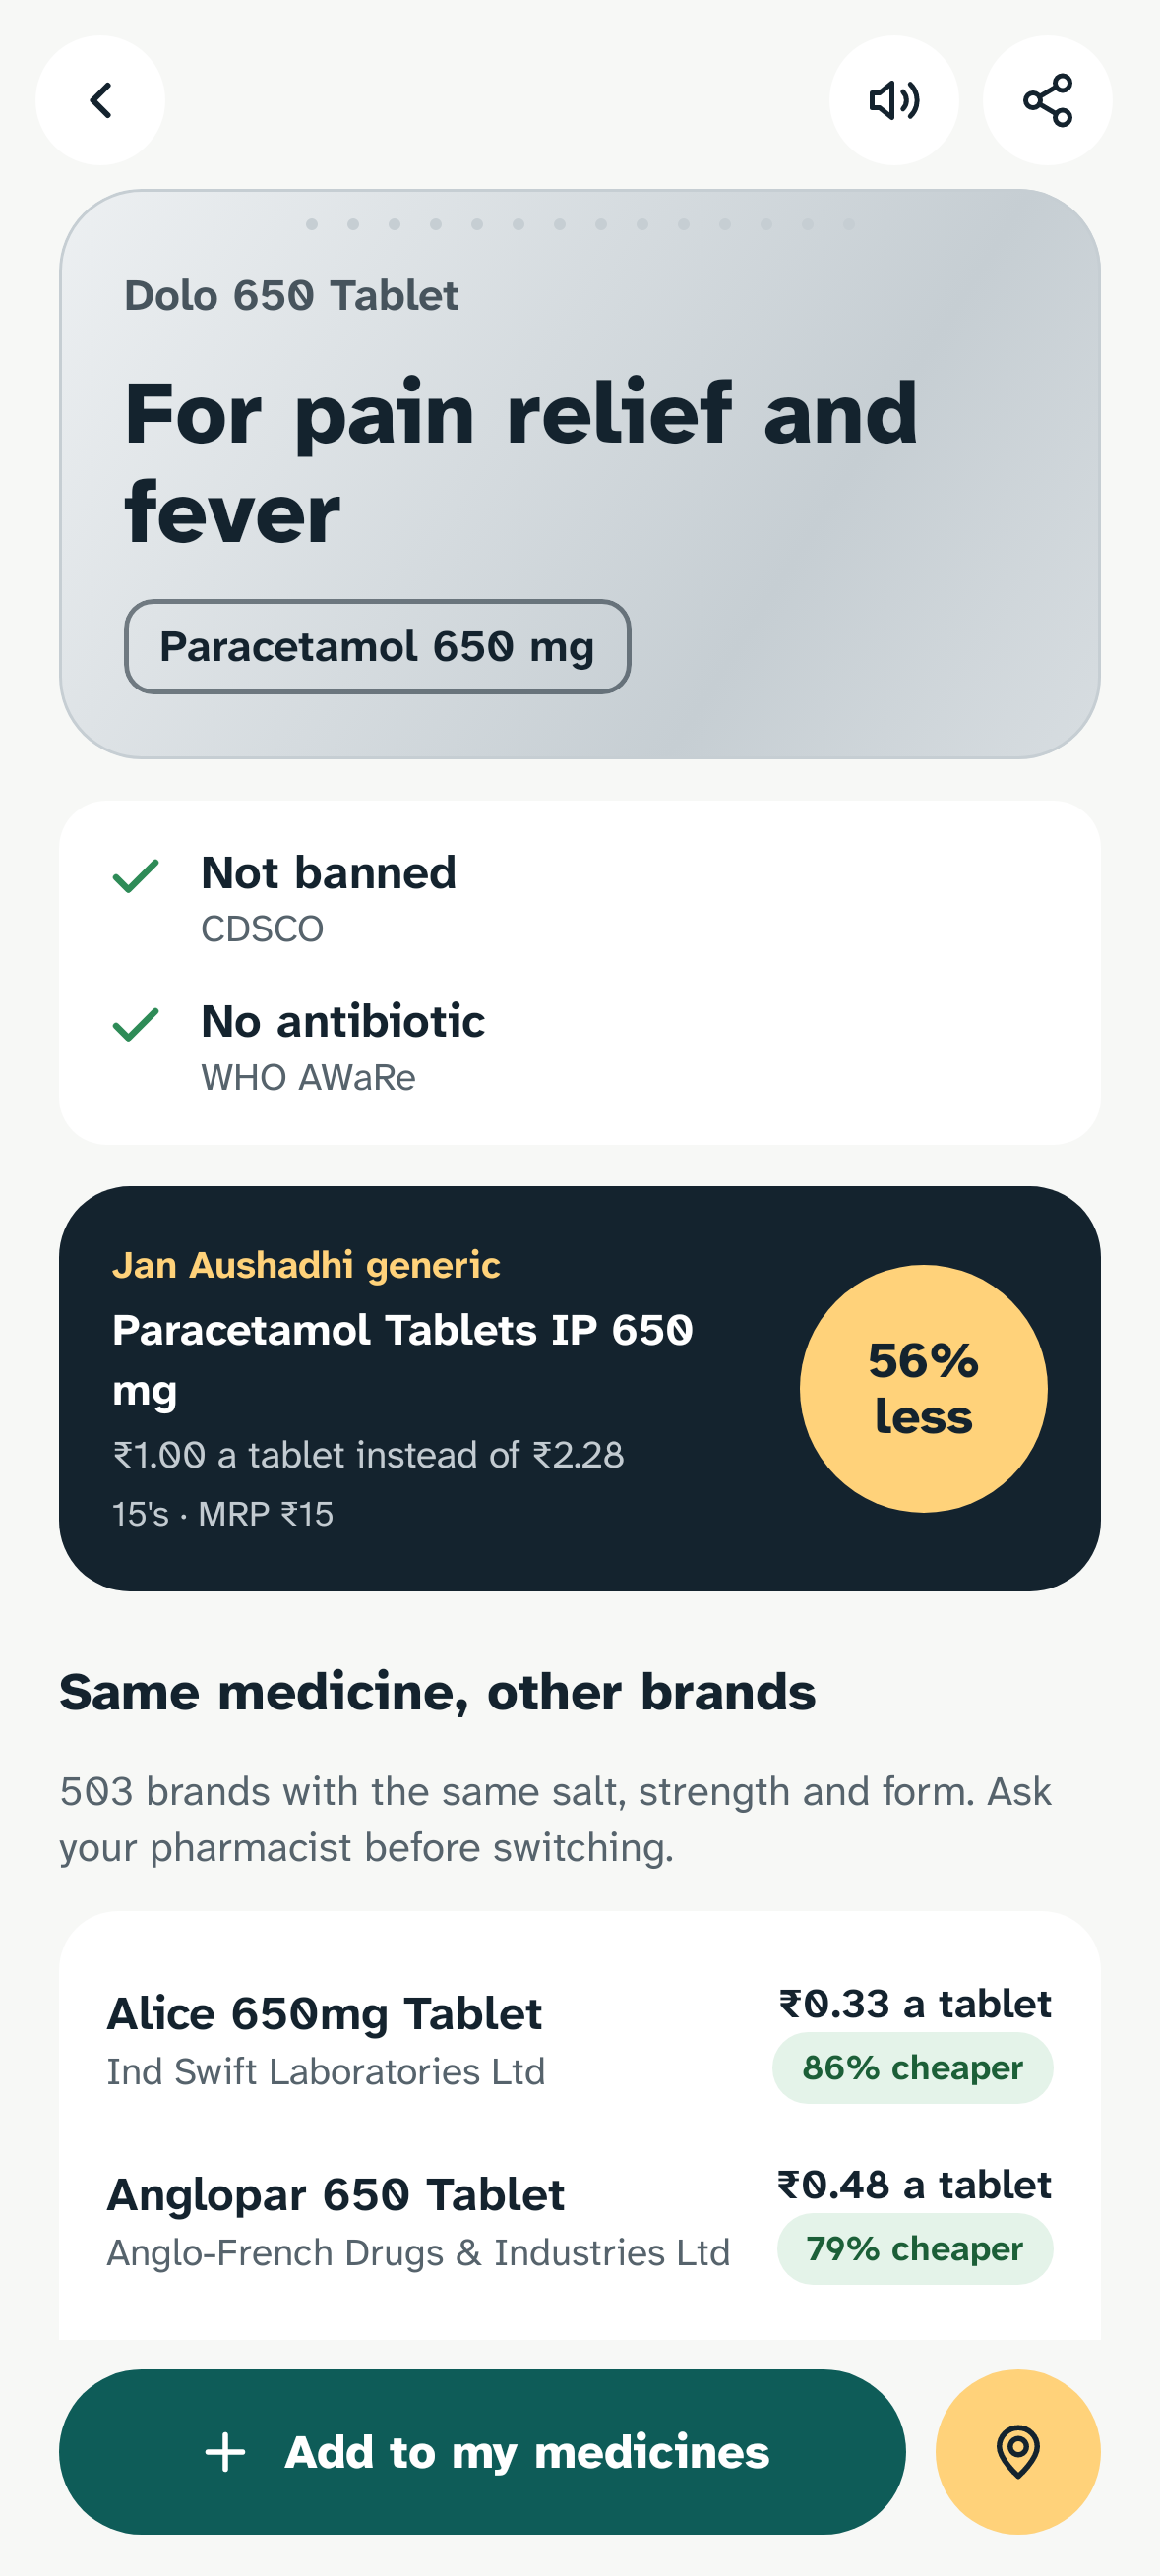 Dolo 650 Tablet
For pain relief and
fever
Paracetamol 650 mg
Not banned
CDSCO
No antibiotic
WHO AWaRe
Jan Aushadhi generic
Paracetamol Tablets IP 650
mg
₹1.00 a tablet instead of ₹2.28
15's · MRP ₹15
56%
less
Same medicine, other brands
503 brands with the same salt, strength and form. Ask
your pharmacist before switching.
Alice 650mg Tablet
Ind Swift Laboratories Ltd
₹0.33 a tablet
86% cheaper
Anglopar 650 Tablet
Anglo-French Drugs & Industries Ltd
₹0.48 a tablet
79% cheaper
Add to my medicines